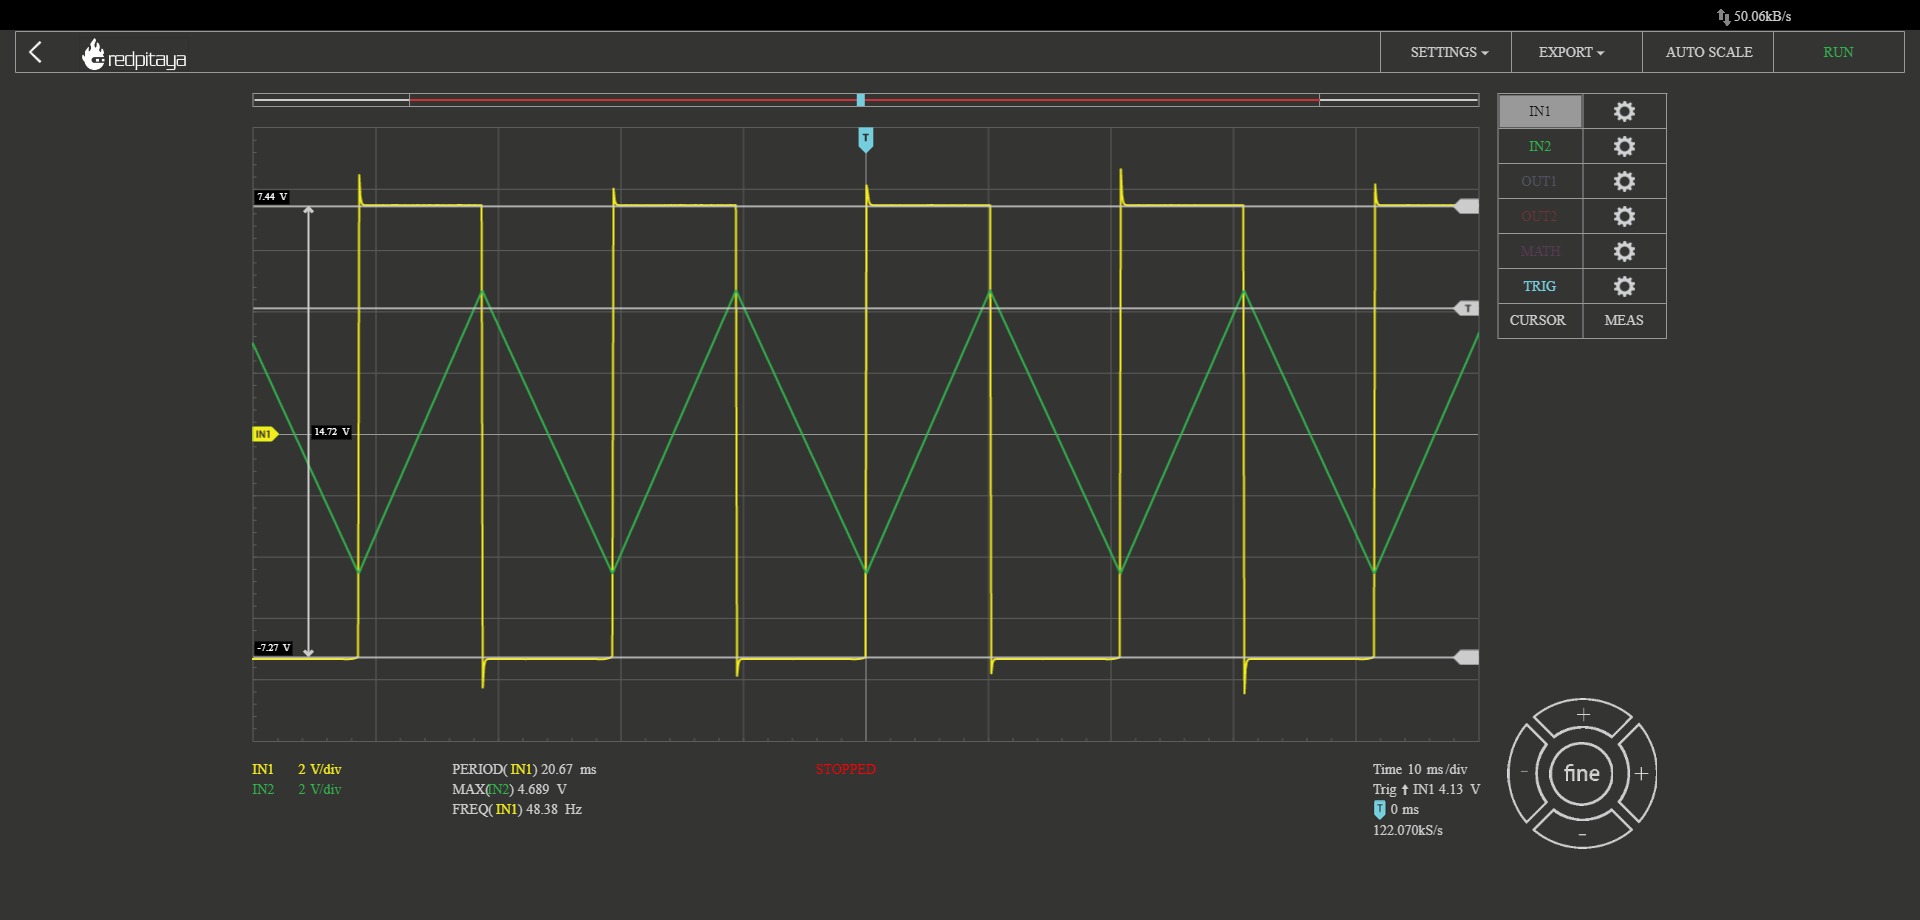 50.06kB/s
redpitaya SETTINGS EXPORT AUTO SCALE RUN
T
IN1
IN2
OUT1
OUT2
MATH
TRIG
CURSOR MEAS
7.44 V
T
IN1
14.72 V
-7.27 V
IN1 2 V/div PERIOD( IN1) 20.67 ms STOPPED Time 10 ms/div
IN2 2 V/div MAX(IN2) 4.689 V Trig IN1 4.13 V
FREQ( IN1) 48.38 Hz T 0 ms
122.070kS/s
+
- fine +
-